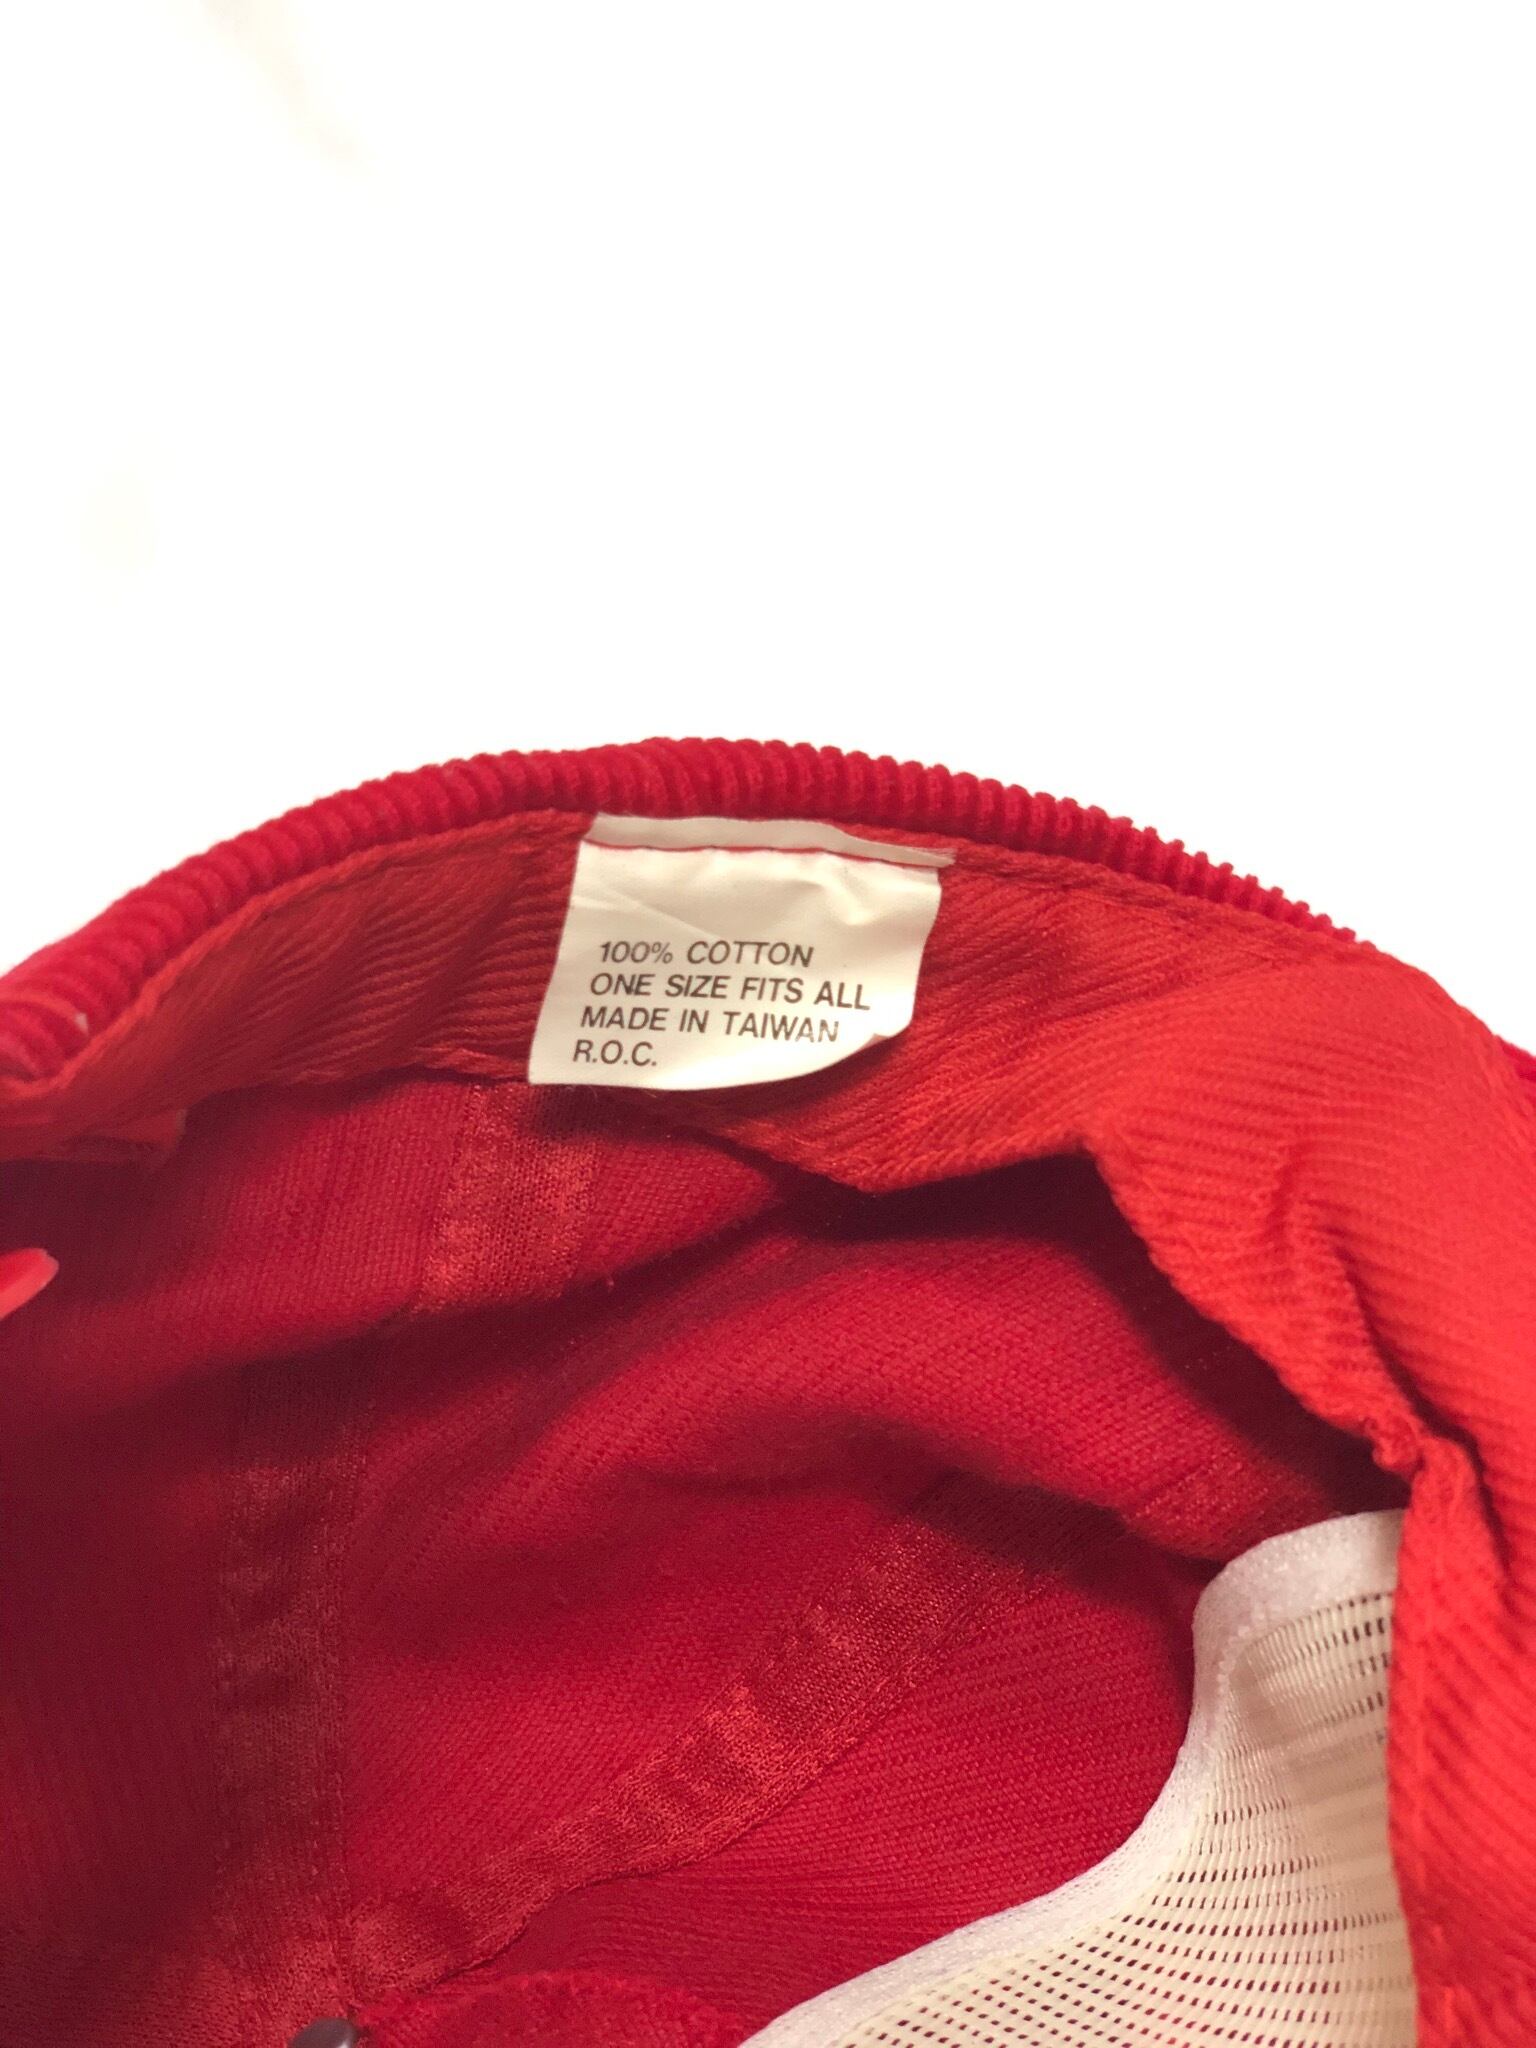 100% COTTON
ONE SIZE FITS ALL
MADE IN TAIWAN
R.O.C.